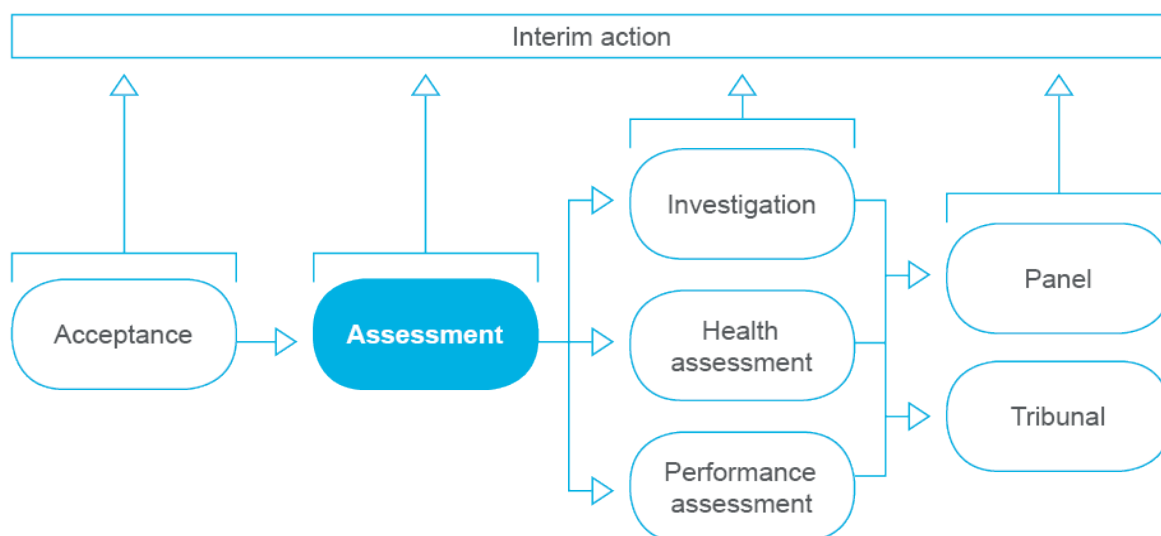 Interim action
Acceptance
Assessment
Investigation
Health
assessment
Performance
assessment
Panel
Tribunal